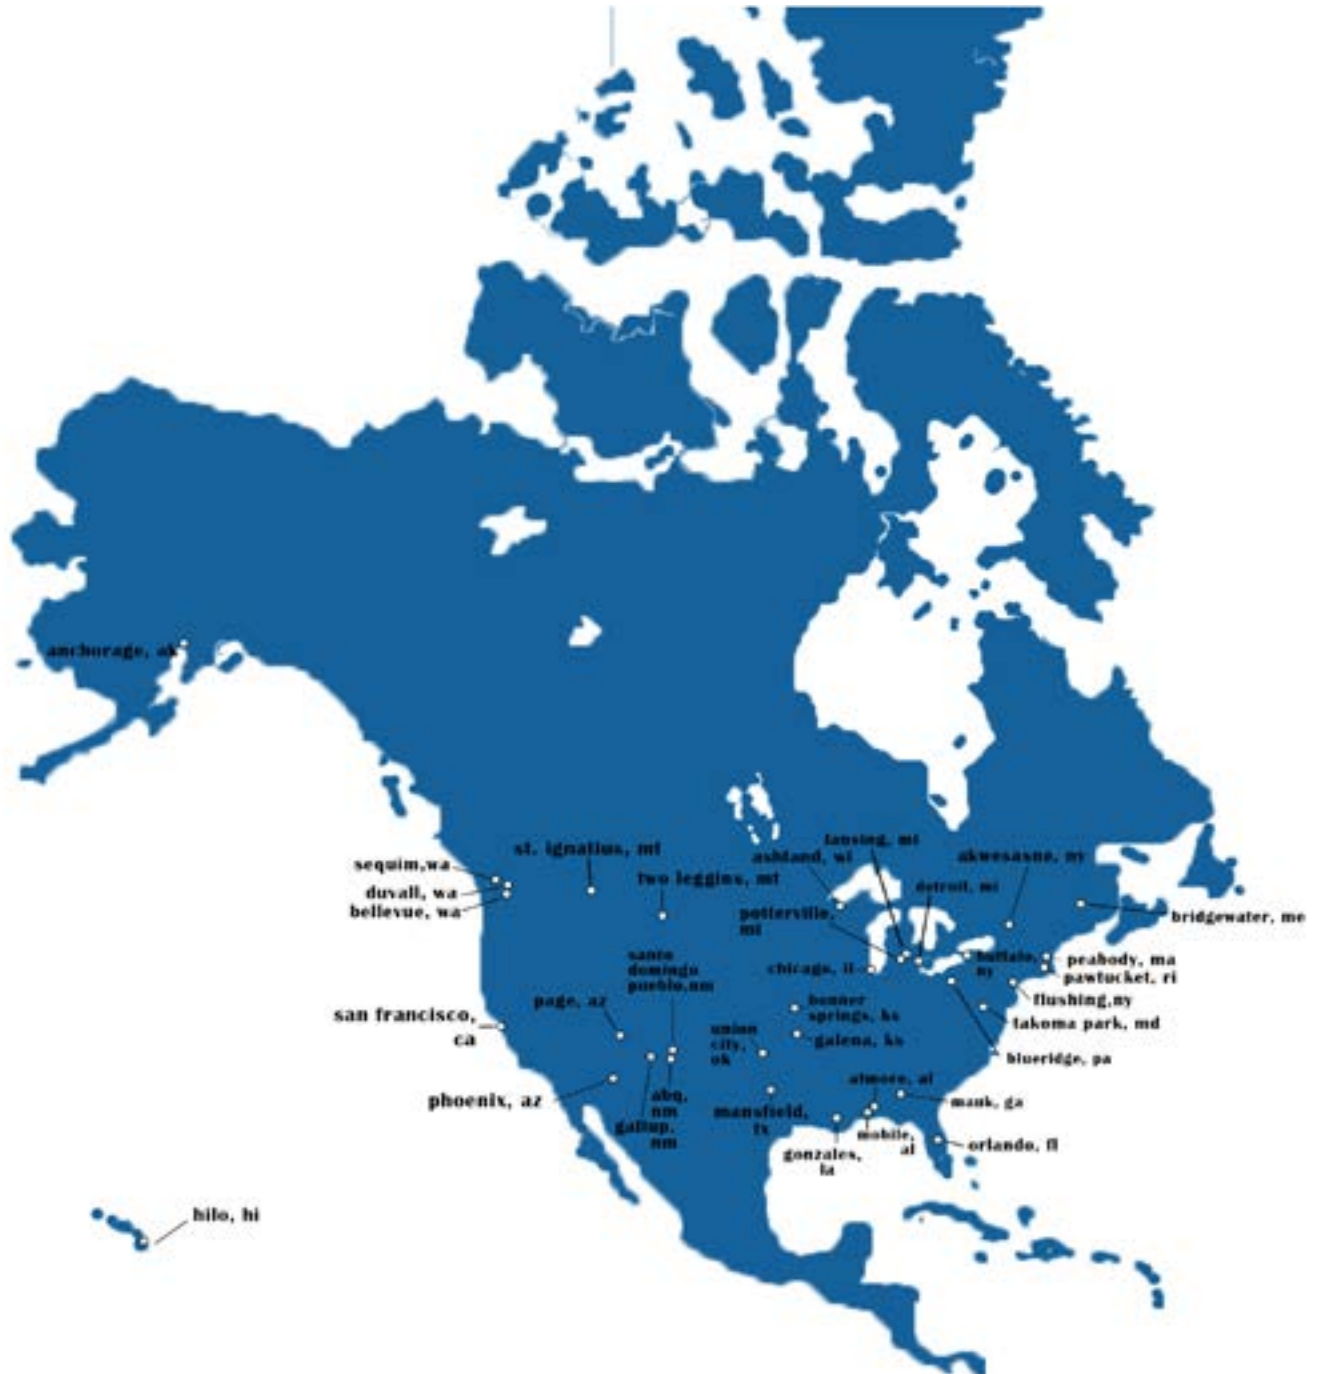 anchorage, ak
lansing, mi
st. ignatius, mt
ashland, wi
akwesasne, ny
sequim,wa
two leggins, mt
detroit, mi
duvall, wa
bellevue, wa
potterville,
mi
bridgewater, me
santo
domingo
pueblo,nm
chicago, il
buffalo,
ny
peabody, ma
pawtucket, ri
page, az
bonner
springs, ks
flushing,ny
san francisco,
ca
union
city,
ok
galena, ks
takoma park, md
blueridge, pa
atmore, al
phoenix, az
abq,
nm
mauk, ga
gallup,
nm
mansfield,
tx
mobile,
al
orlando, fl
gonzales,
la
hilo, hi